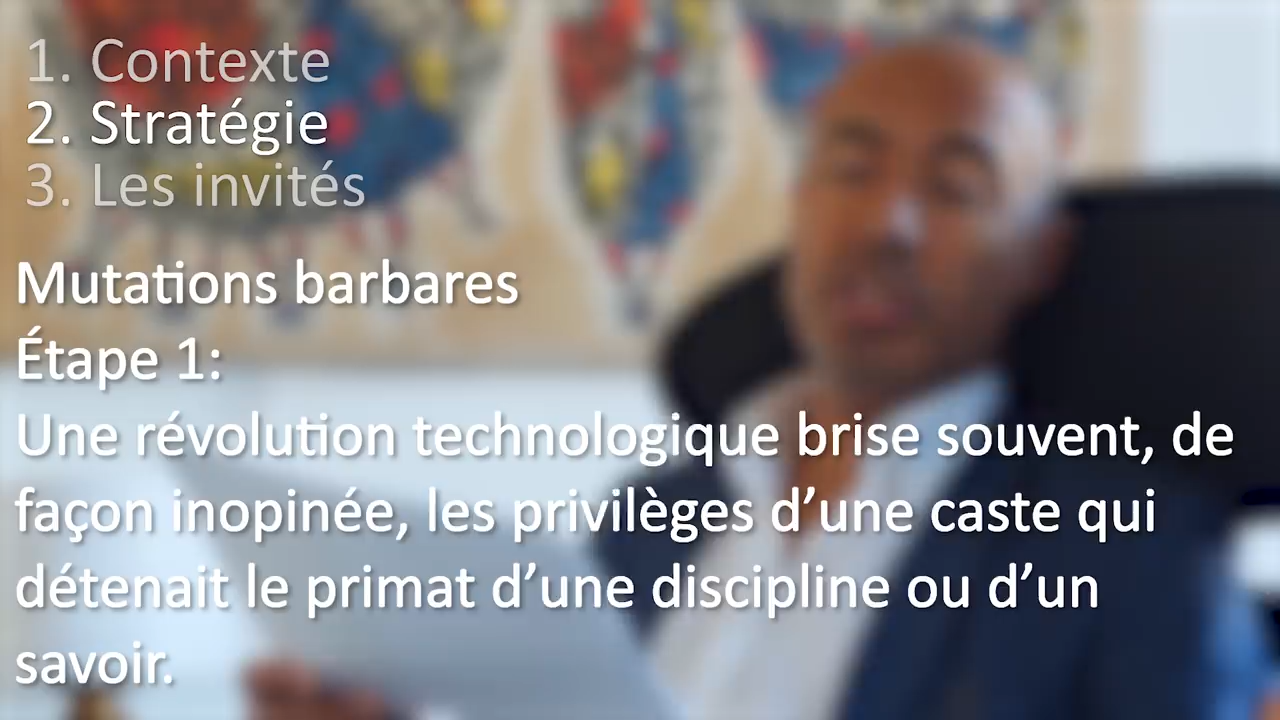 1. Contexte
2. Stratégie
3. Les invités
Mutations barbares
Étape 1:
Une révolution technologique brise souvent, de
façon inopinée, les privilèges d’une caste qui
détenait le primat d’une discipline ou d’un
savoir.